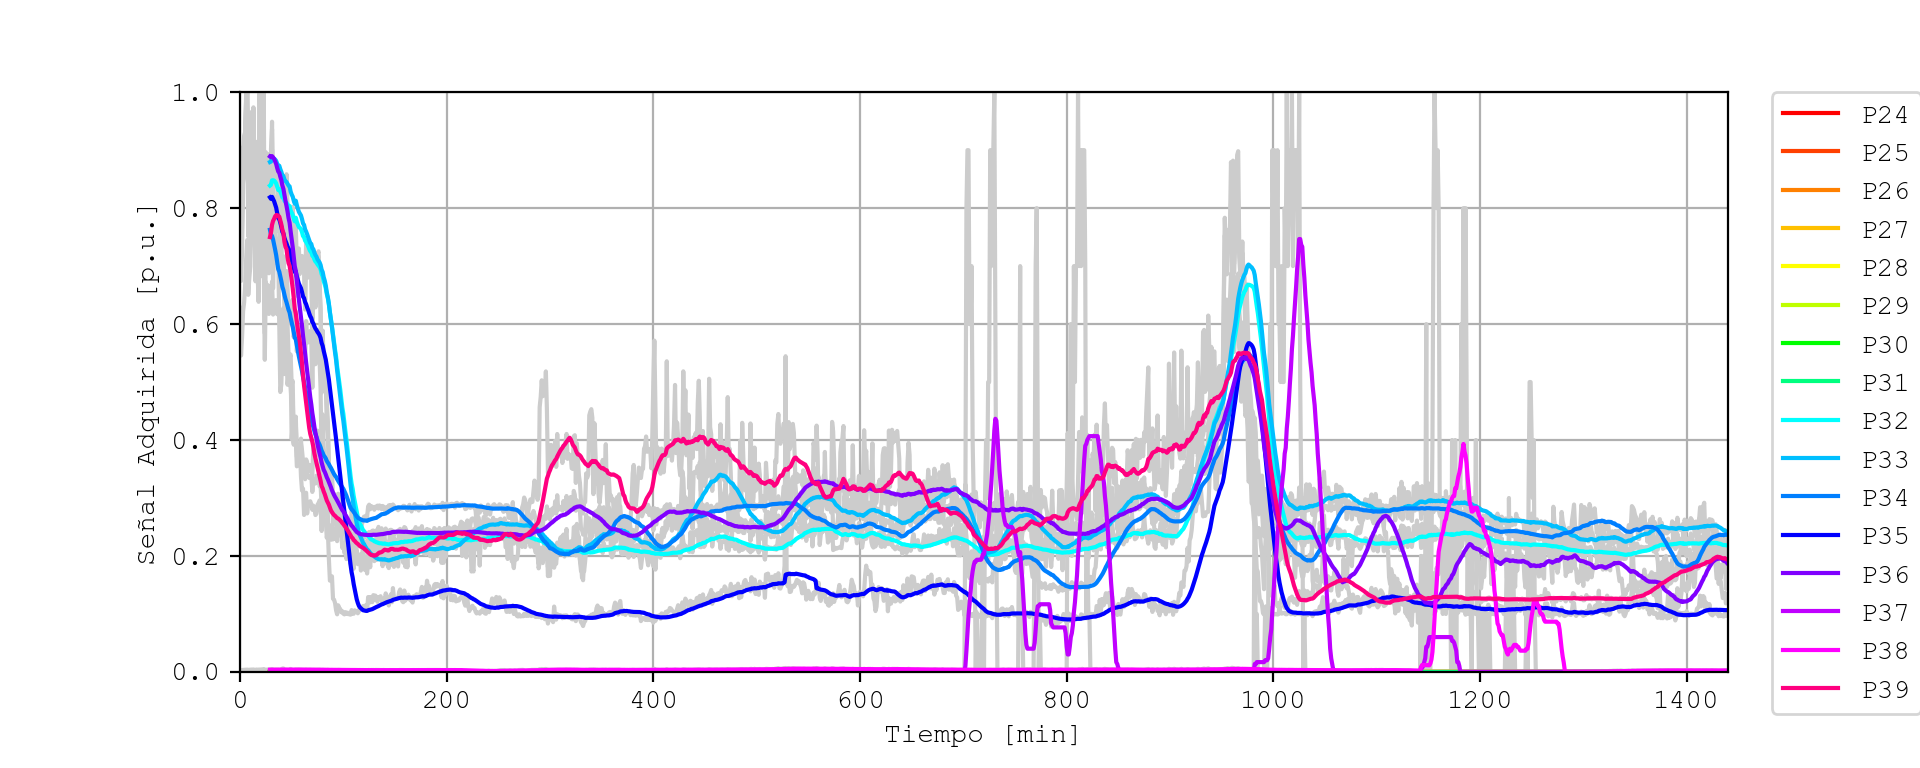 1.0
0.8
0.6
0.4
0.2
0.0
Señal Adquirida [p.u.]
0 200 400 600 800 1000 1200 1400
Tiempo [min]
P24
P25
P26
P27
P28
P29
P30
P31
P32
P33
P34
P35
P36
P37
P38
P39